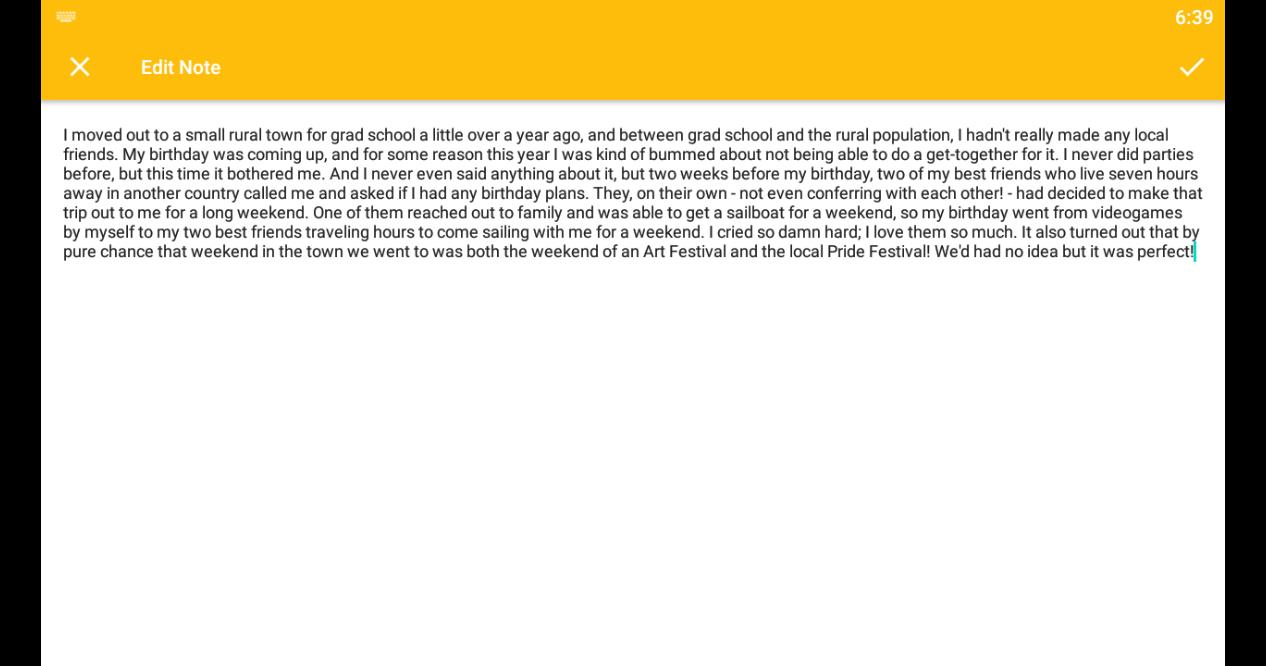 6:39
Edit Note
I moved out to a small rural town for grad school a little over a year ago, and between grad school and the rural population, I hadn't really made any local
friends. My birthday was coming up, and for some reason this year I was kind of bummed about not being able to do a get-together for it. I never did parties
before, but this time it bothered me. And I never even said anything about it, but two weeks before my birthday, two of my best friends who live seven hours
away in another country called me and asked if I had any birthday plans. They, on their own - not even conferring with each other! - had decided to make that
trip out to me for a long weekend. One of them reached out to family and was able to get a sailboat for a weekend, so my birthday went from videogames
by myself to my two best friends traveling hours to come sailing with me for a weekend. I cried so damn hard; I love them so much. It also turned out that by
pure chance that weekend in the town we went to was both the weekend of an Art Festival and the local Pride Festival! We'd had no idea but it was perfect!